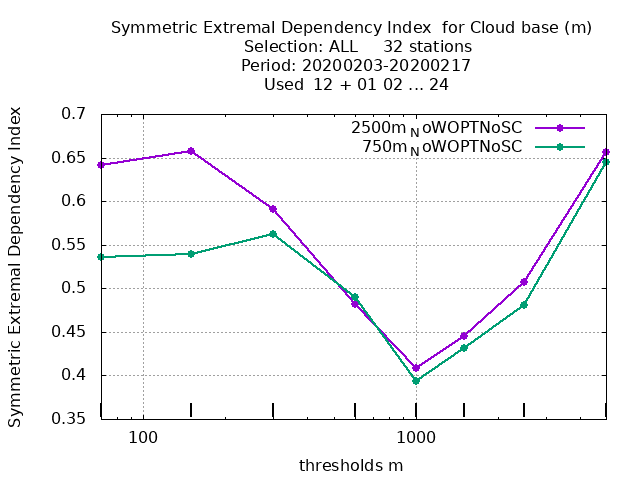 Symmetric Extremal Dependency Index  for Cloud base (m)
Selection: ALL     32 stations
Period: 20200203-20200217
Used  12 + 01 02 ... 24
Symmetric Extremal Dependency Index
0.7
0.65
0.6
0.55
0.5
0.45
0.4
0.35
2500m_NoWOPTNoSC
750m_NoWOPTNoSC
100
1000
thresholds m